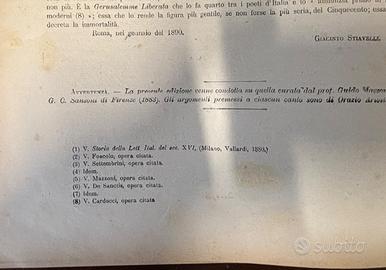 non più. È la Gerusalemme Liberata che lo fa quarto tra i poeti d'Italia e lo
moderni (8) »; essa che lo rende la figura più gentile, se non forse la più seria, del Cinquecento; essa
decreta la immortalità.
Roma, nel gennaio del 1890.
GIACINTO STIAVELLI.
AVVERTENZA. — La presente edizione venne condotta su quella curata dal prof. Guido
G. C. Sansoni di Firenze (1883). Gli argomenti premessi a ciascun canto sono di Orazio
(1) V. Storia della Lett Ital. del sec. XVI, (Milano, Vallardi, 1880.)
(2) V. Foscolo, opera citata.
(3) V. Settembrini, opera citata.
(4) Idem.
(5) V. Mazzoni, opera citata.
(6) V. De Sanctis, opera citata.
(7) Idem.
(8) V. Carducci, opera citata
subito